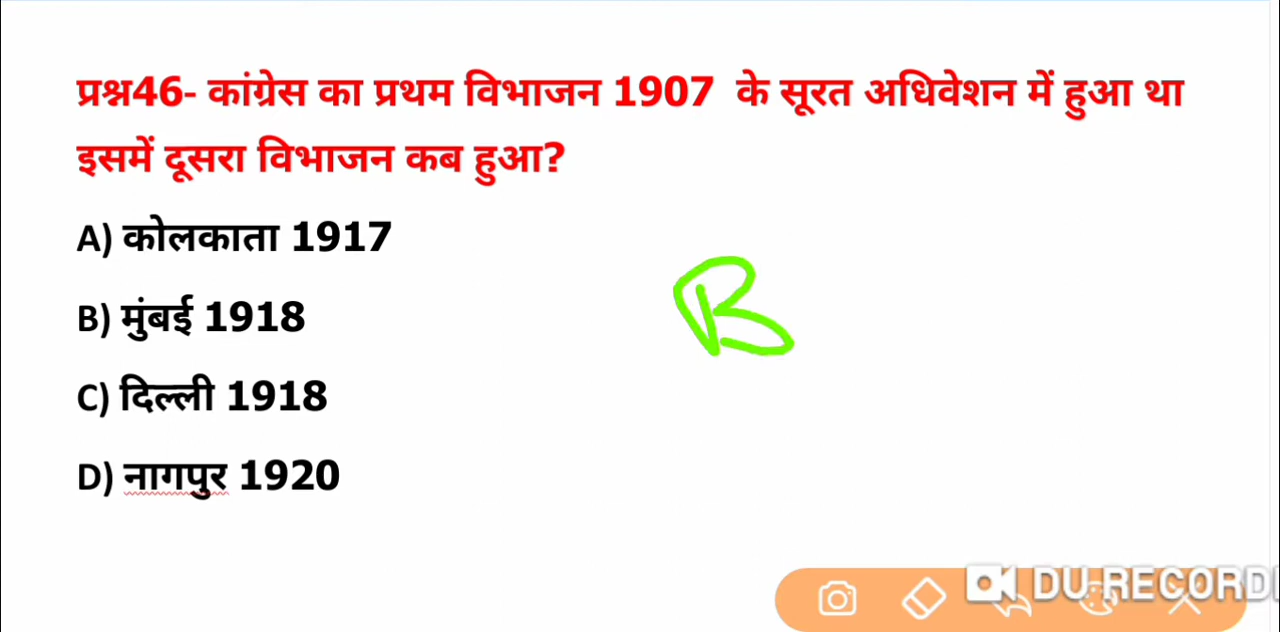 प्रश्न46- कांग्रेस का प्रथम विभाजन 1907 के सूरत अधिवेशन में हुआ था
इसमें दूसरा विभाजन कब हुआ?
A) कोलकाता 1917
B) मुंबई 1918
B
C) दिल्ली 1918
D) नागपुर 1920
DU RECORD